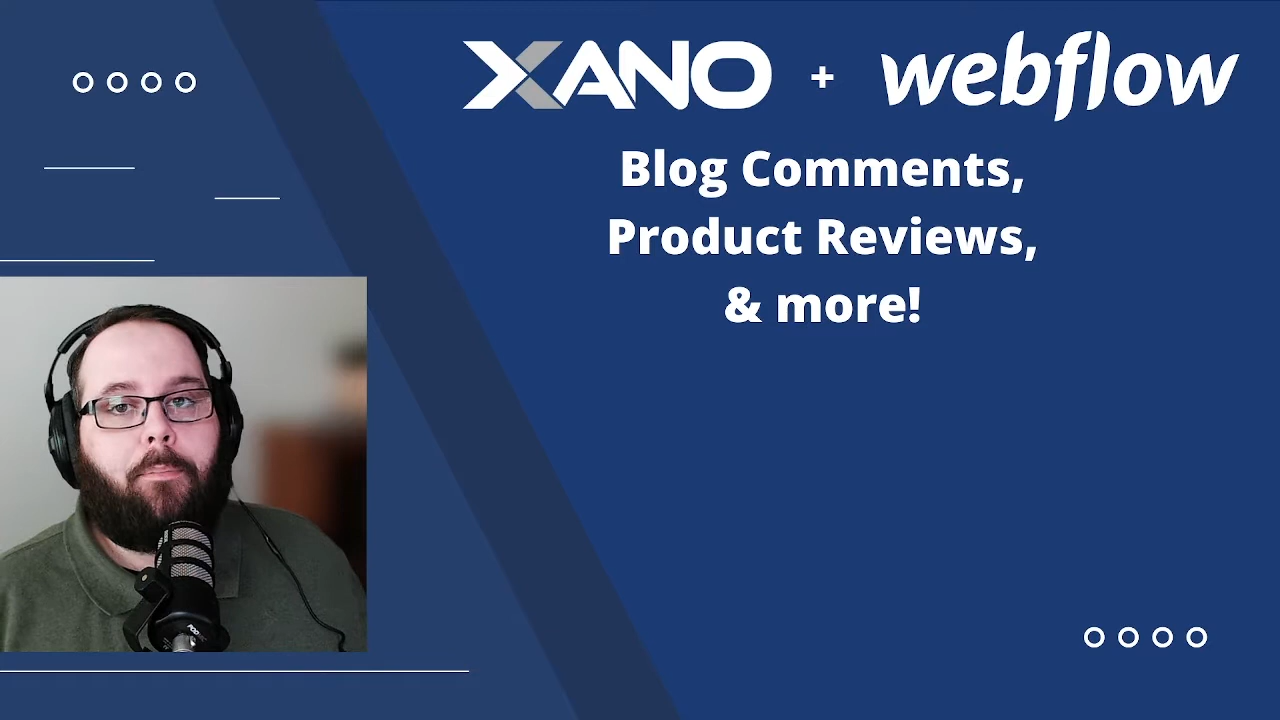 XANO + webflow
Blog Comments,
Product Reviews,
& more!